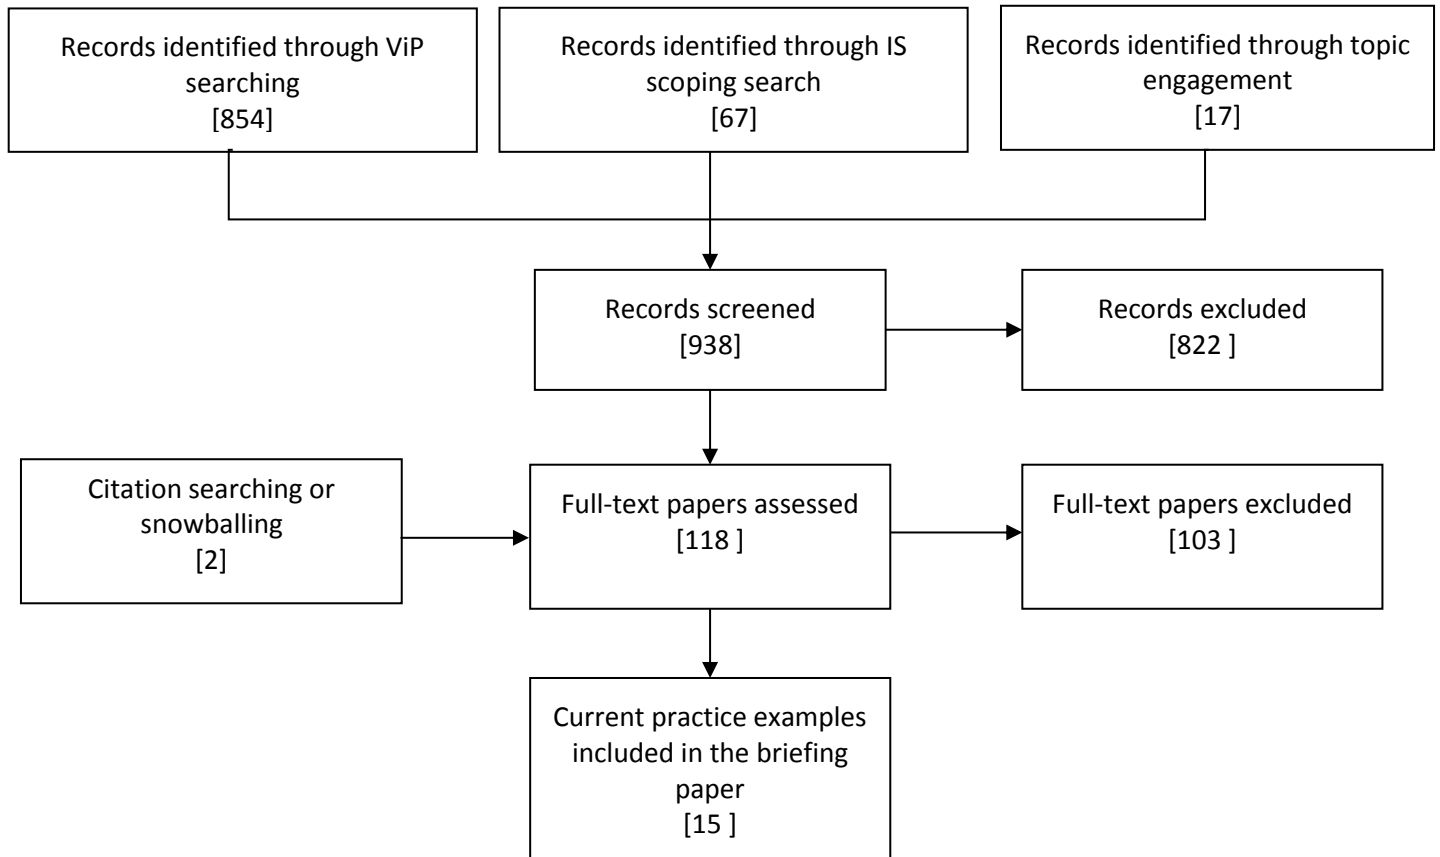 Records identified through ViP
searching
[854]
Records identified through IS
scoping search
[67]
Records identified through topic
engagement
[17]
Records screened
[938]
Records excluded
[822 ]
Citation searching or
snowballing
[2]
Full-text papers assessed
[118 ]
Full-text papers excluded
[103 ]
Current practice examples
included in the briefing
paper
[15 ]